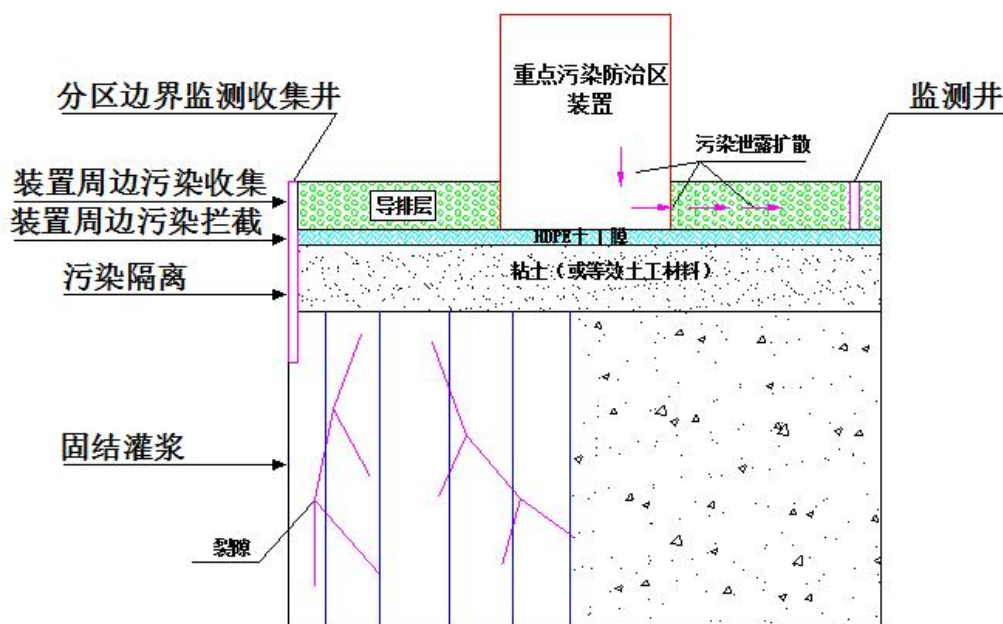 分区边界监测收集井
重点污染防治区
装置
监测井
污染泄露扩散
装置周边污染收集
导排层
装置周边污染拦截
HDPE土工膜
污染隔离
粘土（或等效土工材料）
固结灌浆
裂隙